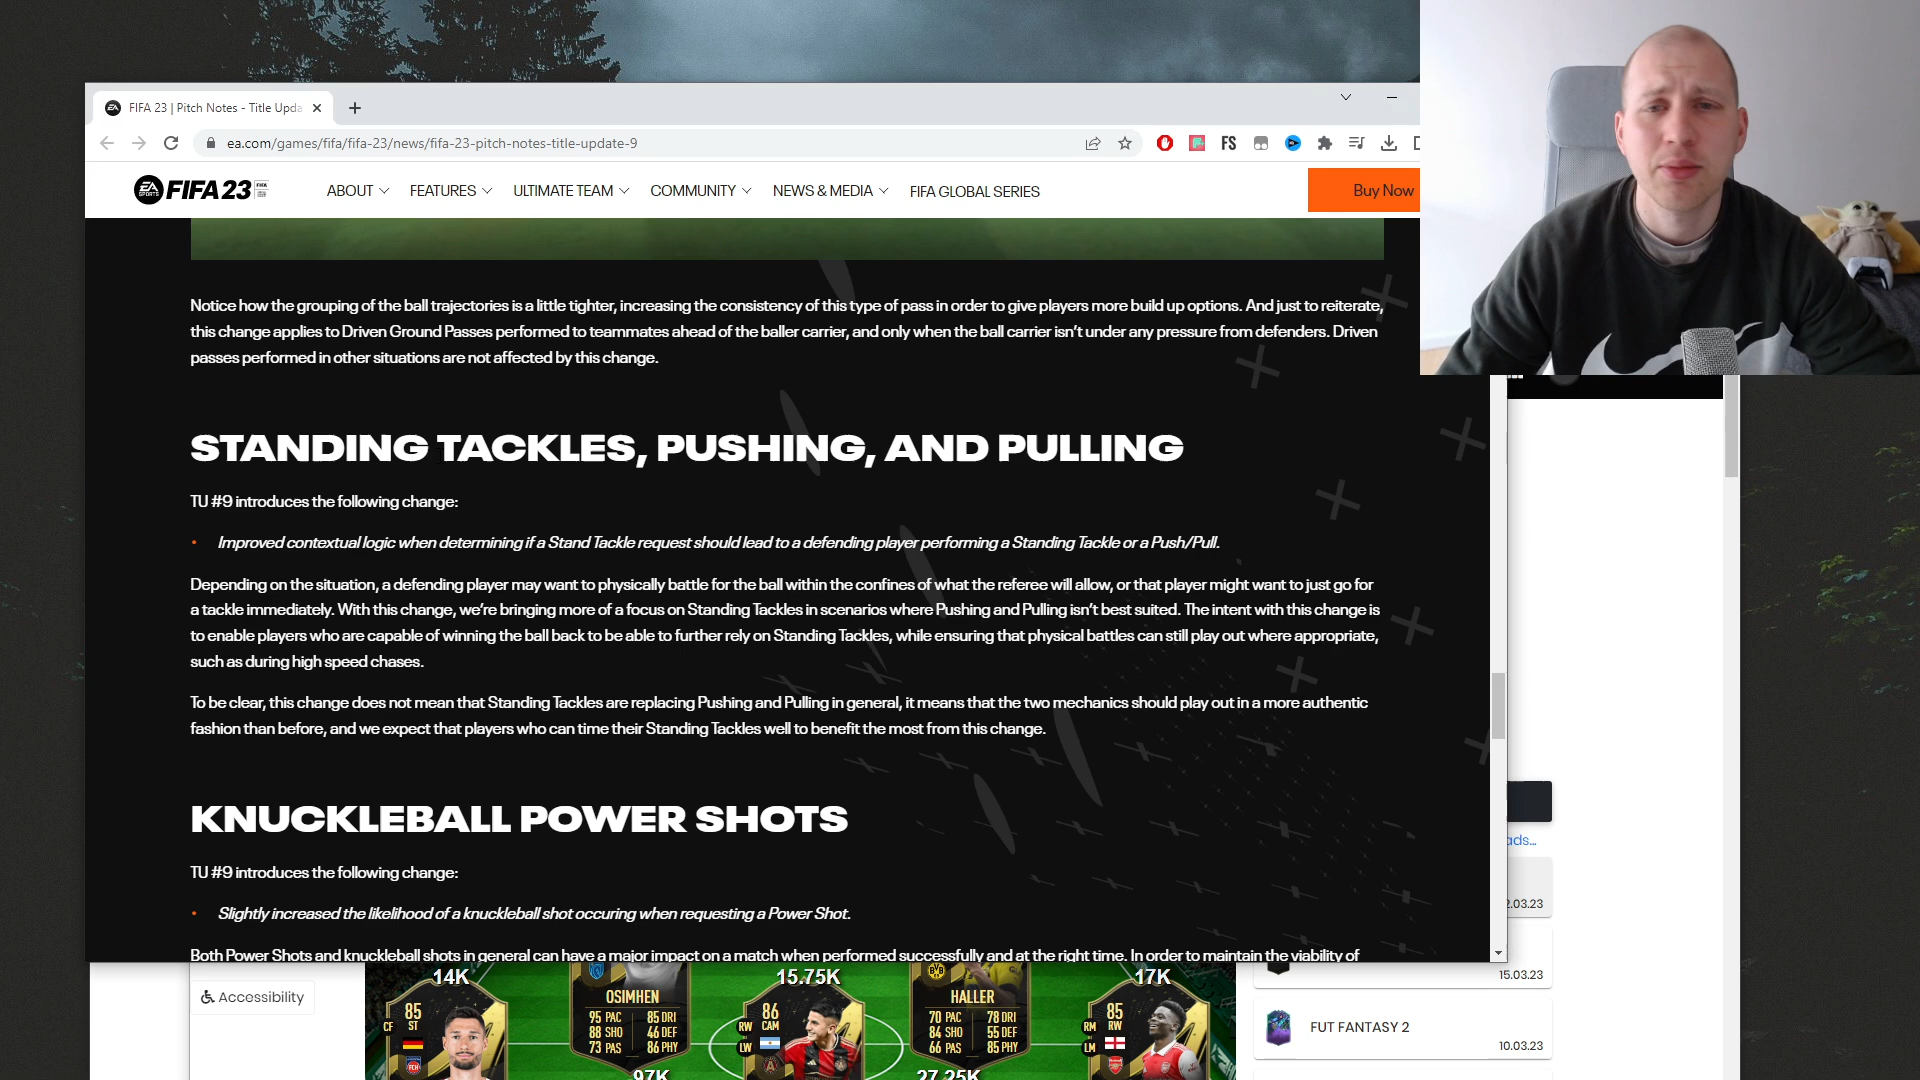 FIFA 23 | Pitch Notes - Title Upda
ea.com/games/fifa/fifa-23/news/fifa-23-pitch-notes-title-update-9
FS
EA SPORTS FIFA 23
ABOUT
FEATURES
ULTIMATE TEAM
COMMUNITY
NEWS & MEDIA
FIFA GLOBAL SERIES
Buy Now
Notice how the grouping of the ball trajectories is a little tighter, increasing the consistency of this type of pass in order to give players more build up options. And just to reiterate,
this change applies to Driven Ground Passes performed to teammates ahead of the baller carrier, and only when the ball carrier isn't under any pressure from defenders. Driven
passes performed in other situations are not affected by this change.
STANDING TACKLES, PUSHING, AND PULLING
TU #9 introduces the following change:
• Improved contextual logic when determining if a Stand Tackle request should lead to a defending player performing a Standing Tackle or a Push/Pull.
Depending on the situation, a defending player may want to physically battle for the ball within the confines of what the referee will allow, or that player might want to just go for
a tackle immediately. With this change, we're bringing more of a focus on Standing Tackles in scenarios where Pushing and Pulling isn't best suited. The intent with this change is
to enable players who are capable of winning the ball back to be able to further rely on Standing Tackles, while ensuring that physical battles can still play out where appropriate,
such as during high speed chases.
To be clear, this change does not mean that Standing Tackles are replacing Pushing and Pulling in general, it means that the two mechanics should play out in a more authentic
fashion than before, and we expect that players who can time their Standing Tackles well to benefit the most from this change.
KNUCKLEBALL POWER SHOTS
TU #9 introduces the following change:
• Slightly increased the likelihood of a knuckleball shot occuring when requesting a Power Shot.
Both Power Shots and knuckleball shots in general can have a major impact on a match when performed successfully and at the right time. In order to maintain the viability of
ads...
2.03.23
15.03.23
FUT FANTASY 2
10.03.23
Accessibility
14K
85
ST
CF
OSIMHEN
95 PAC 85 DRI
88 SHO 46 DEF
73 PAS 86 PHY
97K
15.75K
86
CAM
RW
LW
HALLER
70 PAC 78 DRI
84 SHO 55 DEF
66 PAS 85 PHY
27.25K
17K
85
RW
RM
LM